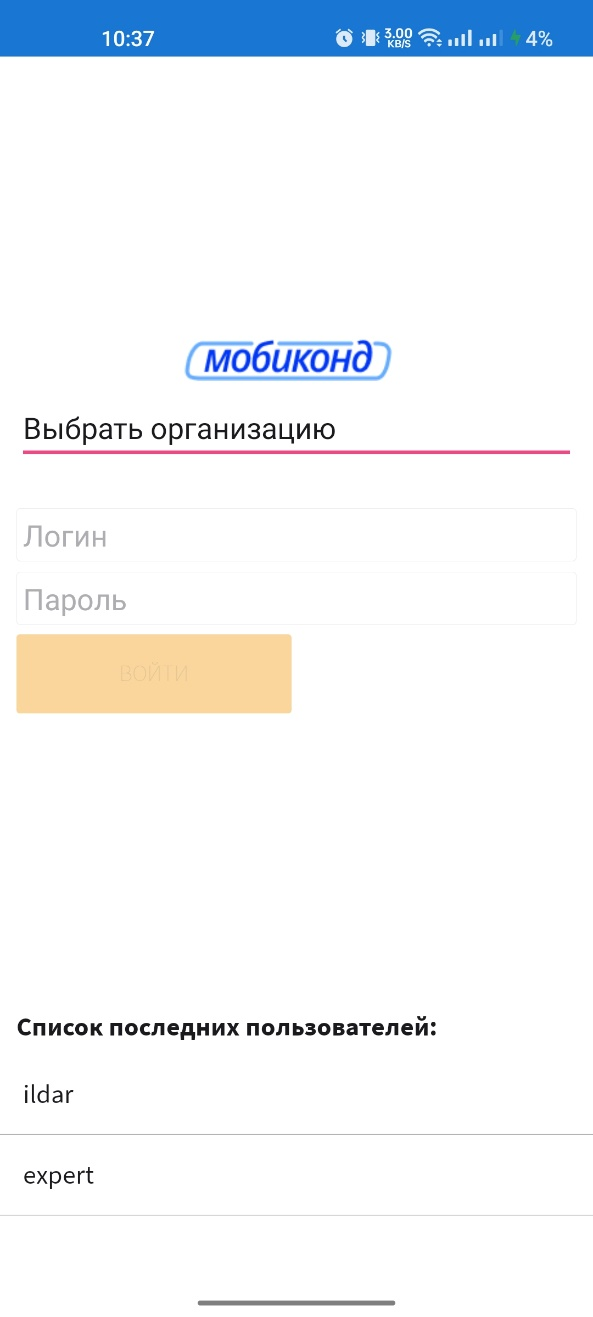 10:37
3.00
KB/S
4%
мобиконд
Выбрать организацию
Логин
Пароль
ВОЙТИ
Список последних пользователей:
ildar
expert